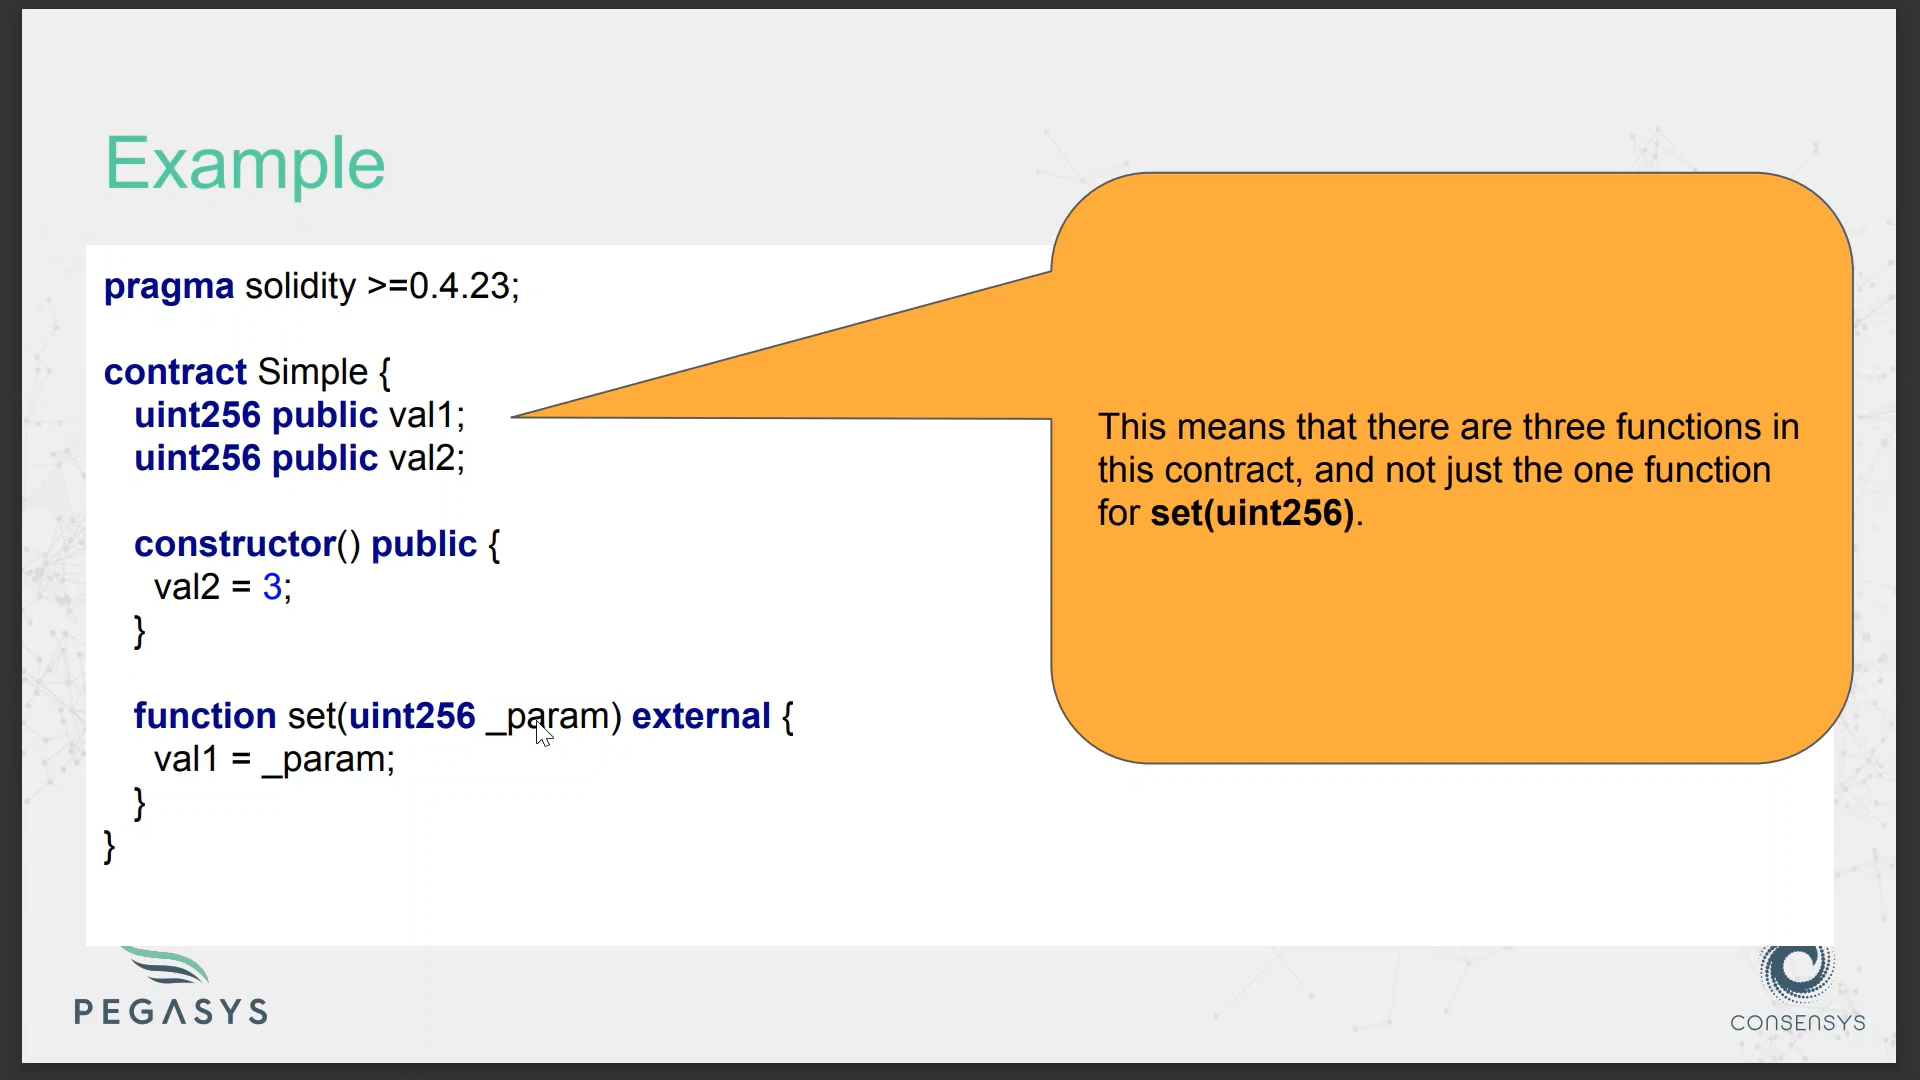 Example
pragma solidity >=0.4.23;
contract Simple {
uint256 public val1;
uint256 public val2;
constructor() public {
val2 = 3;
}
function set(uint256 _param) external {
val1 = _param;
}
}
This means that there are three functions in
this contract, and not just the one function
for set(uint256).
PEGASYS
CONSENSYS